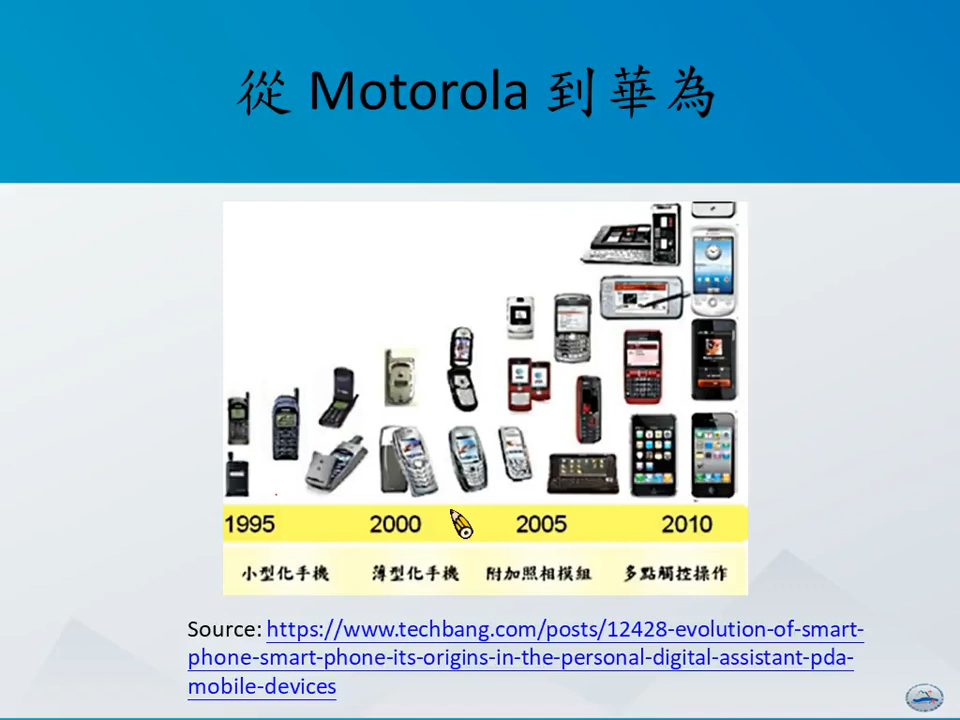 從 Motorola 到華為
1995 2000 2005 2010
小型化手機 薄型化手機 附加照相模組 多點觸控操作
Source: https://www.techbang.com/posts/12428-evolution-of-smart-
phone-smart-phone-its-origins-in-the-personal-digital-assistant-pda-
mobile-devices